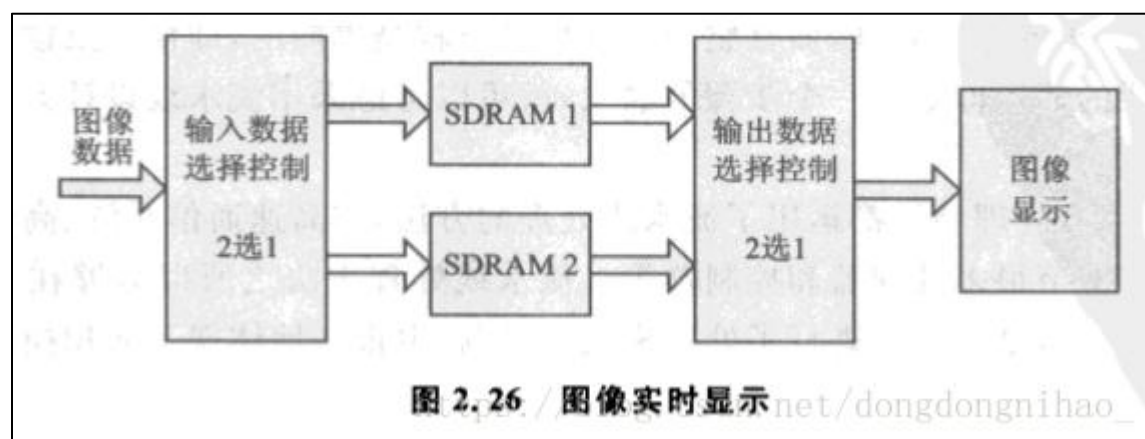 图像
数据
输入数据
选择控制
2选1
SDRAM 1
SDRAM 2
输出数据
选择控制
2选1
图像
显示
图 2.26 图像实时显示
net/dongdongnihao_